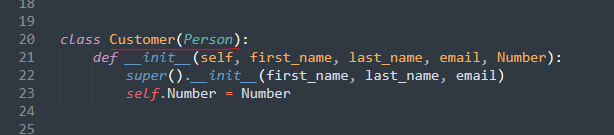 18
19
20 class Customer(Person):
21     def __init__(self, first_name, last_name, email, Number):
22         super().__init__(first_name, last_name, email)
23         self.Number = Number
24
25